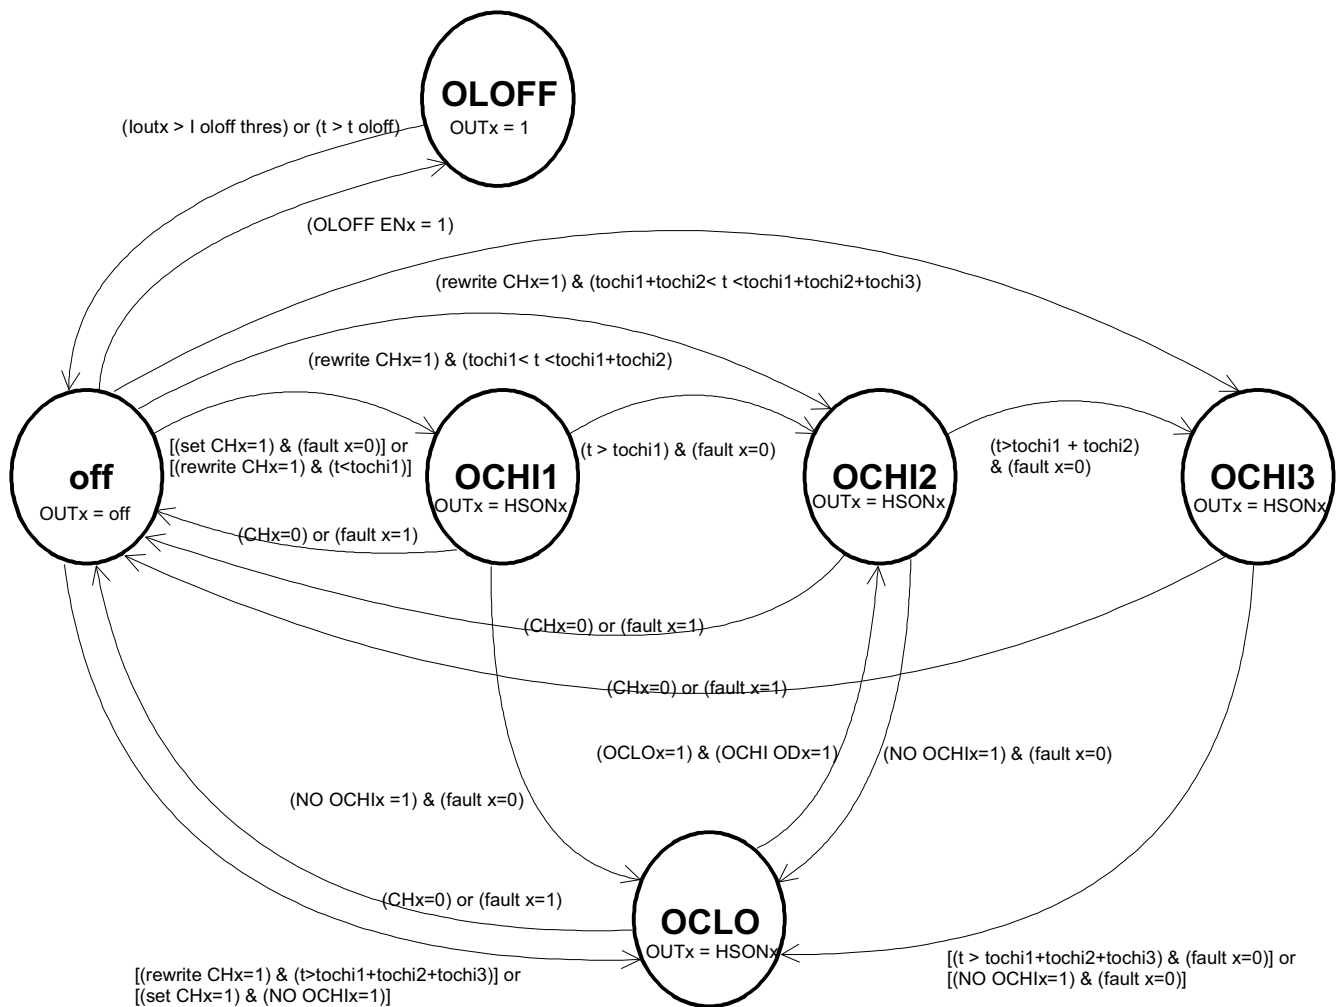 OLOFF
OUTx = 1
(Ioutx > I oloff thres) or (t > t oloff)
(OLOFF ENx = 1)
(rewrite CHx=1) & (tochi1+tochi2< t <tochi1+tochi2+tochi3)
(rewrite CHx=1) & (tochi1< t <tochi1+tochi2)
[(set CHx=1) & (fault x=0)] or
[(rewrite CHx=1) & (t<tochi1)]
(t > tochi1) & (fault x=0)
(t>tochi1 + tochi2)
& (fault x=0)
off
OUTx = off
OCHI1
OUTx = HSONx
OCHI2
OUTx = HSONx
OCHI3
OUTx = HSONx
(CHx=0) or (fault x=1)
(CHx=0) or (fault x=1)
(CHx=0) or (fault x=1)
(OCLOx=1) & (OCHI ODx=1)
(NO OCHIx=1) & (fault x=0)
(NO OCHIx =1) & (fault x=0)
(CHx=0) or (fault x=1)
OCLO
OUTx = HSONx
[(rewrite CHx=1) & (t>tochi1+tochi2+tochi3)] or
[(set CHx=1) & (NO OCHIx=1)]
[(t > tochi1+tochi2+tochi3) & (fault x=0)] or
[(NO OCHIx=1) & (fault x=0)]